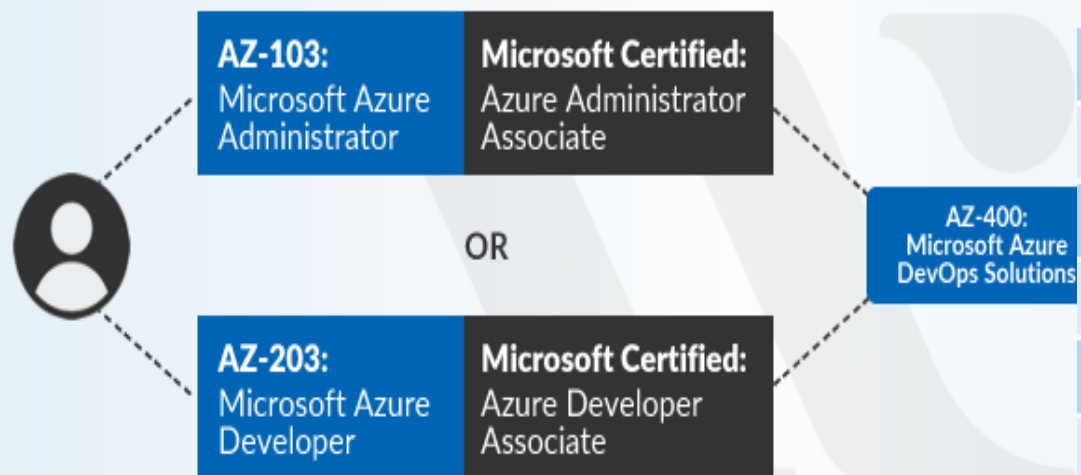 AZ-103:
Microsoft Azure
Administrator
Microsoft Certified:
Azure Administrator
Associate
OR
AZ-203:
Microsoft Azure
Developer
Microsoft Certified:
Azure Developer
Associate
AZ-400:
Microsoft Azure
DevOps Solutions